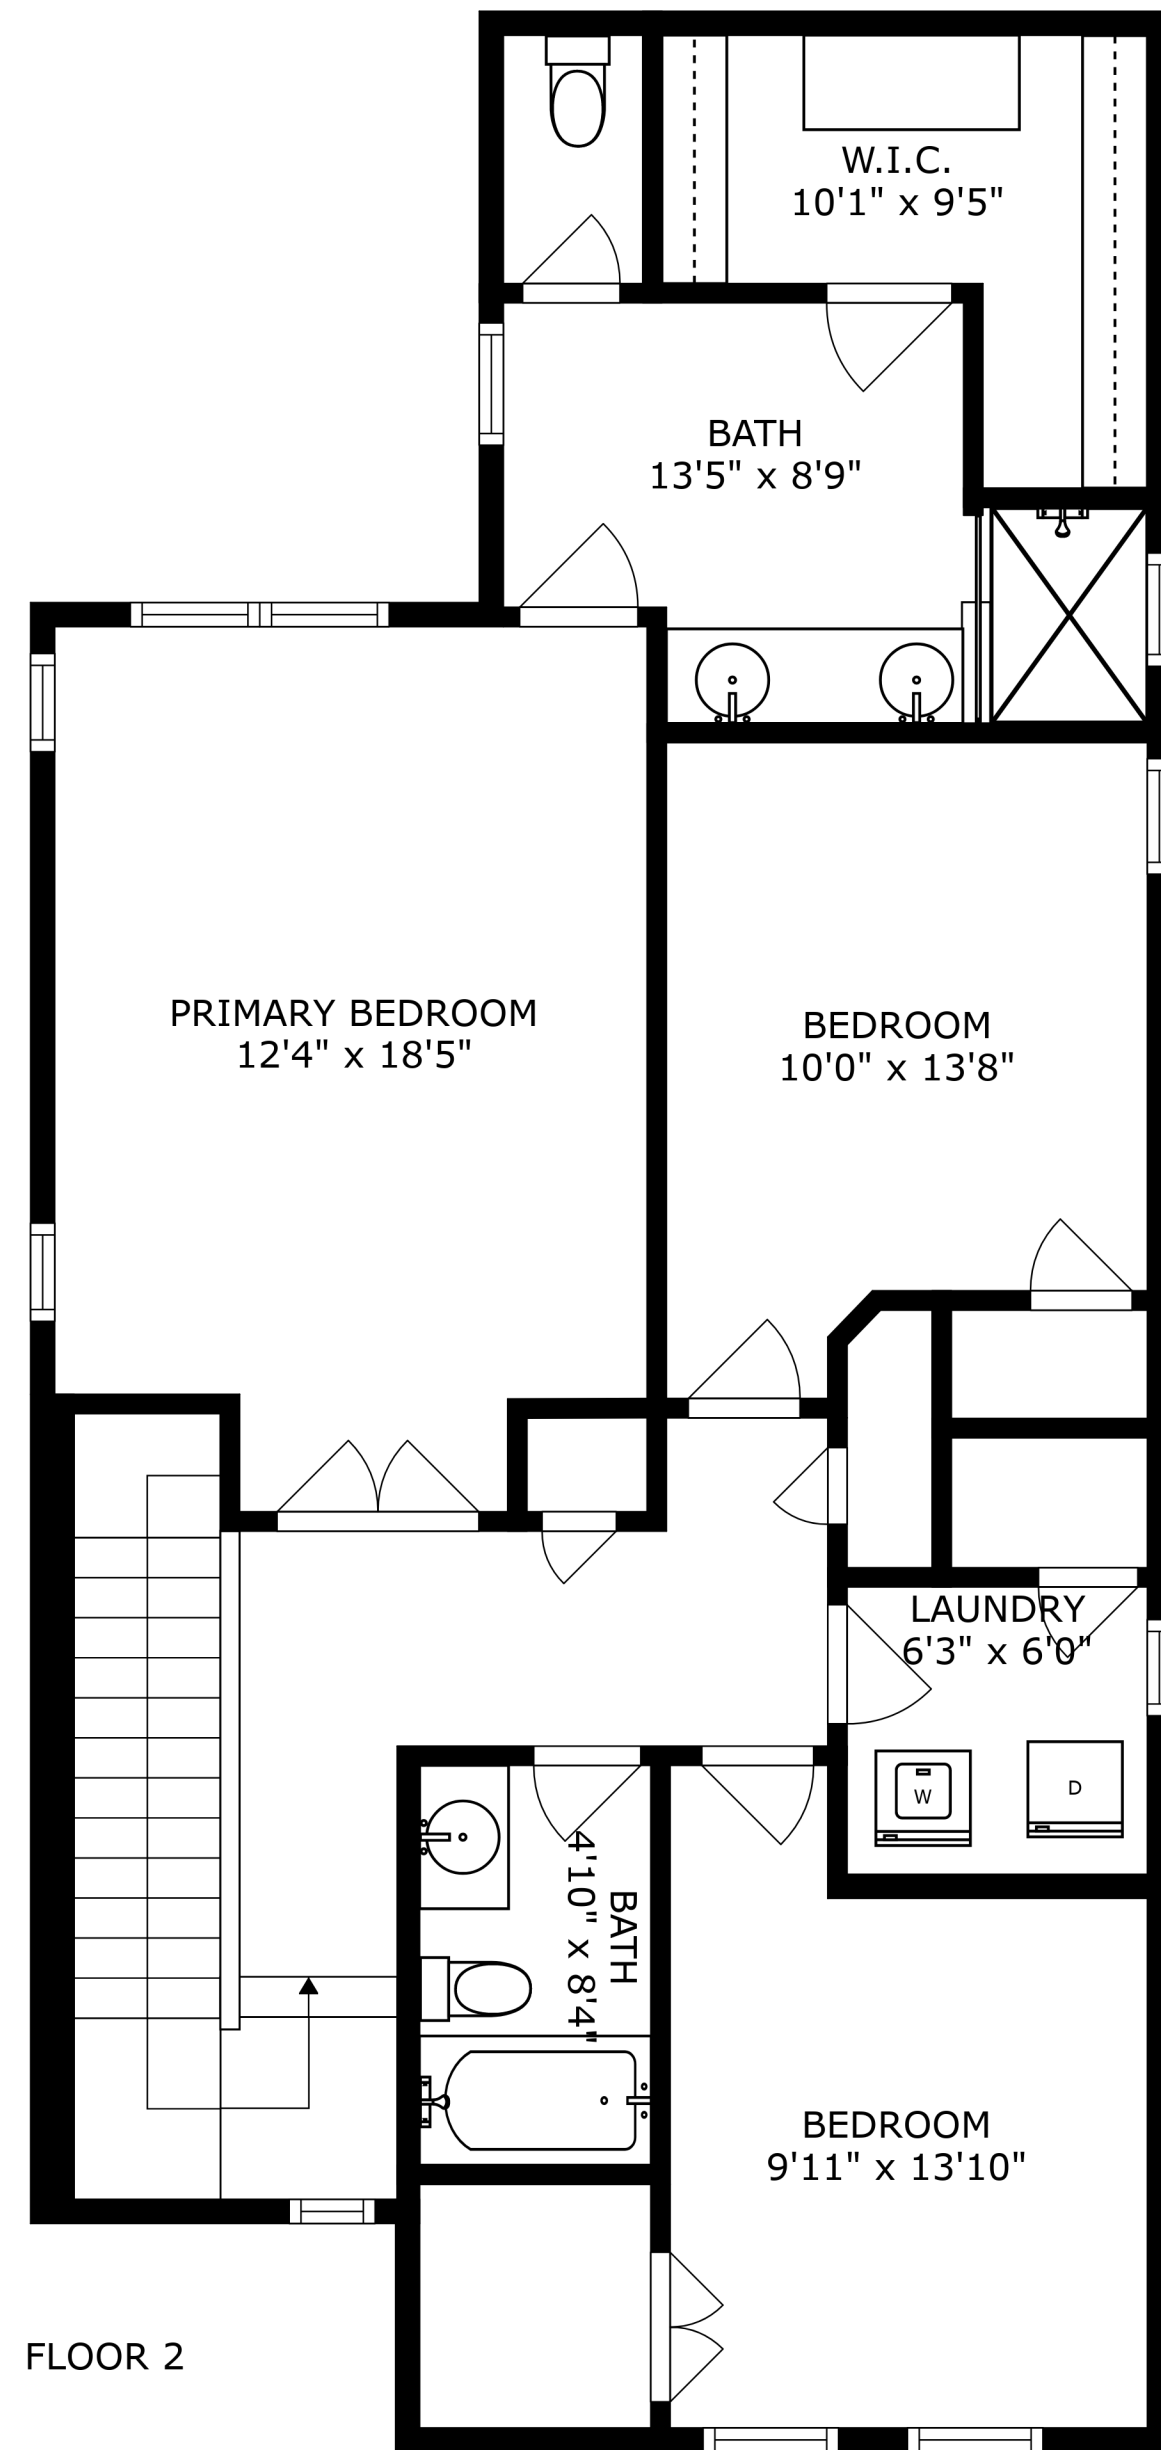 W.I.C.
10'1" x 9'5"
BATH
13'5" x 8'9"
PRIMARY BEDROOM
12'4" x 18'5"
BEDROOM
10'0" x 13'8"
LAUNDRY
6'3" x 6'0"
W
D
BATH
4'10" x 8'4"
BEDROOM
9'11" x 13'10"
FLOOR 2